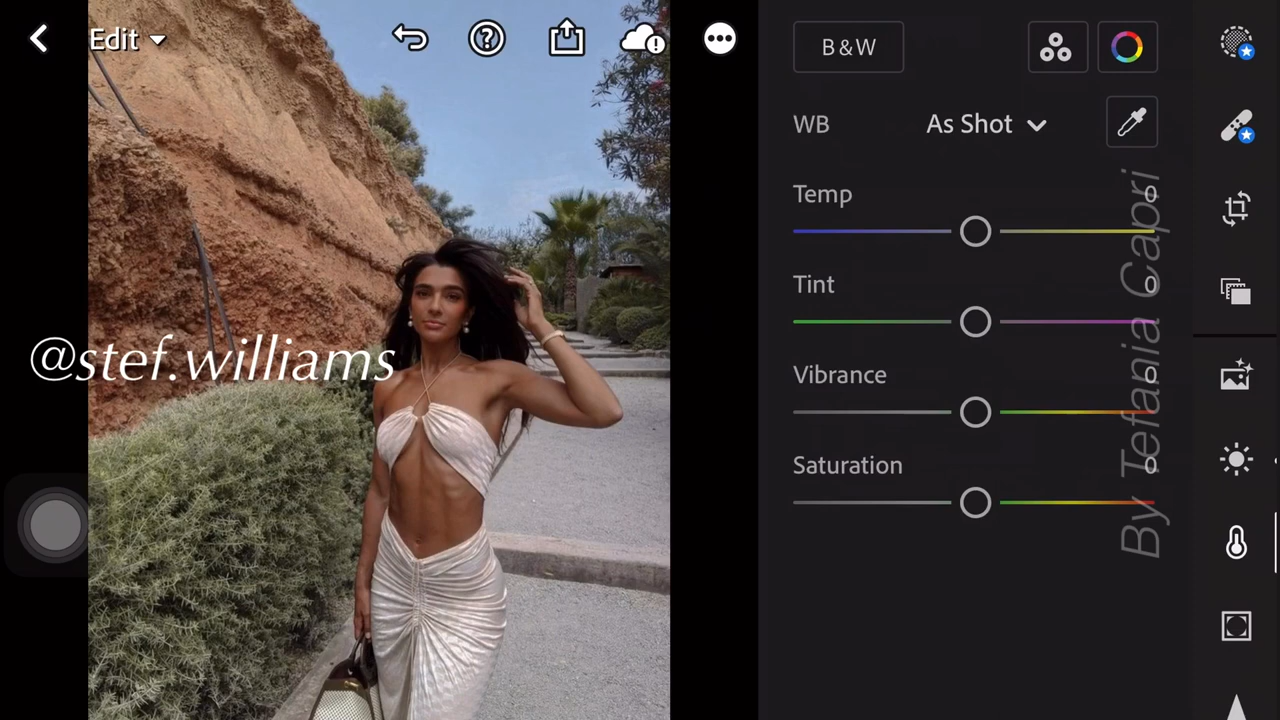 Edit
B & W
WB
As Shot
Temp
0
Tint
0
Vibrance
0
Saturation
0
@stef.williams
By Tefania Capri